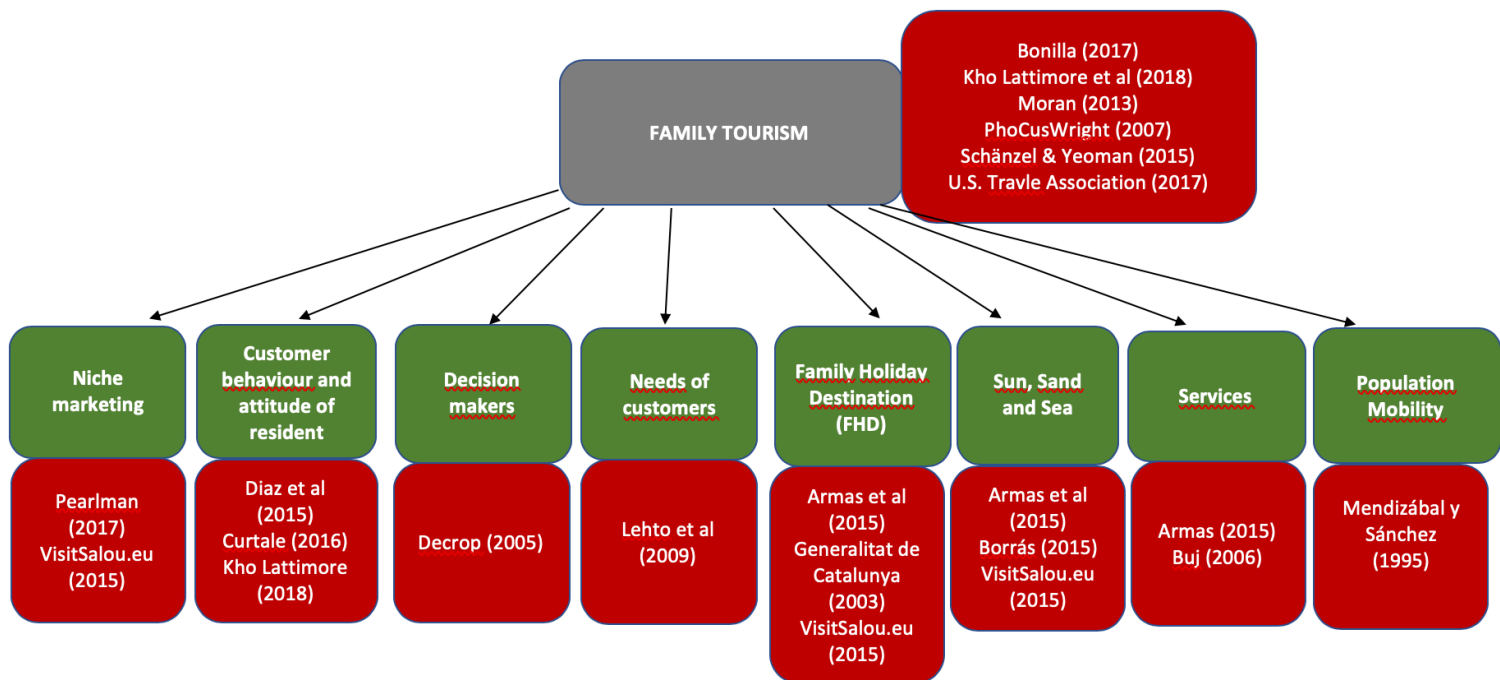 FAMILY TOURISM
Bonilla (2017)
Kho Lattimore et al (2018)
Moran (2013)
PhoCusWright (2007)
Schänzel & Yeoman (2015)
U.S. Travle Association (2017)
Niche
marketing
Pearlman
(2017)
VisitSalou.eu
(2015)
Customer
behaviour and
attitude of
resident
Diaz et al
(2015)
Curtale (2016)
Kho Lattimore
(2018)
Decision
makers
Decrop (2005)
Needs of
customers
Lehto et al
(2009)
Family Holiday
Destination
(FHD)
Armas et al
(2015)
Generalitat de
Catalunya
(2003)
VisitSalou.eu
(2015)
Sun, Sand
and Sea
Armas et al
(2015)
Borrás (2015)
VisitSalou.eu
(2015)
Services
Armas (2015)
Buj (2006)
Population
Mobility
Mendizábal y
Sánchez
(1995)